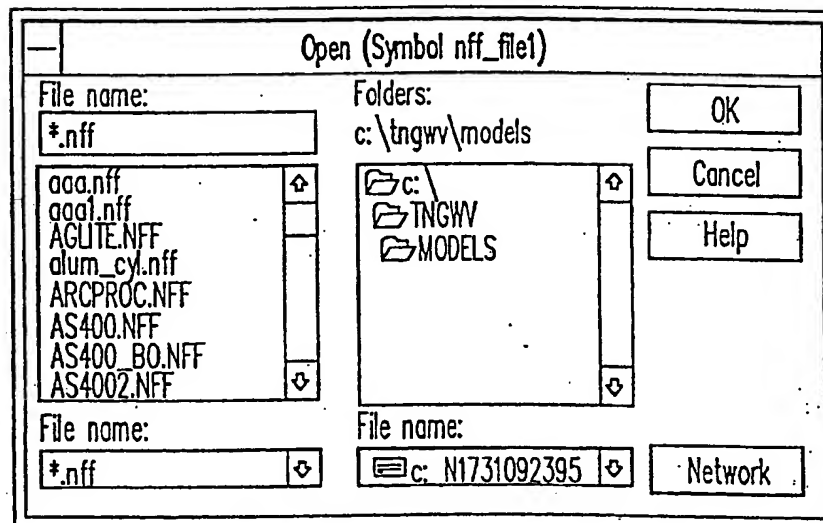 Open (Symbol nff_file1)
File name:
*.nff
aaa.nff
aaa1.nff
AGLITE.NFF
alum_cyl.nff
ARCPROC.NFF
AS400.NFF
AS400_BO.NFF
AS4002.NFF
File name:
*.nff
Folders:
c:\tngwv\models
c:\
TNGWV
MODELS
File name:
c: N1731092395
OK
Cancel
Help
Network